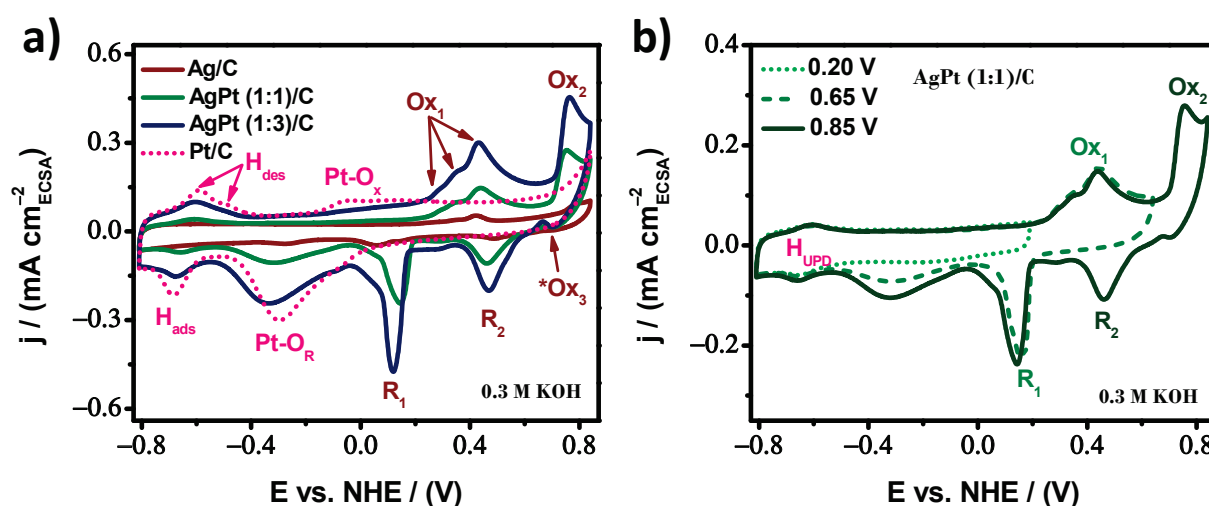 a)
j / (mA cm⁻²ECSA)
0.6
0.3
0.0
−0.3
−0.6
Ag/C
AgPt (1:1)/C
AgPt (1:3)/C
Pt/C
Hdes
Pt-Ox
Ox1
Ox2
*Ox3
Hads
Pt-OR
R1
R2
0.3 M KOH
−0.8 −0.4 0.0 0.4 0.8
E vs. NHE / (V)
b)
j / (mA cm⁻²ECSA)
0.4
0.2
0.0
−0.2
0.20 V
0.65 V
0.85 V
AgPt (1:1)/C
Ox1
Ox2
HUPD
R1
R2
0.3 M KOH
−0.8 −0.4 0.0 0.4 0.8
E vs. NHE / (V)